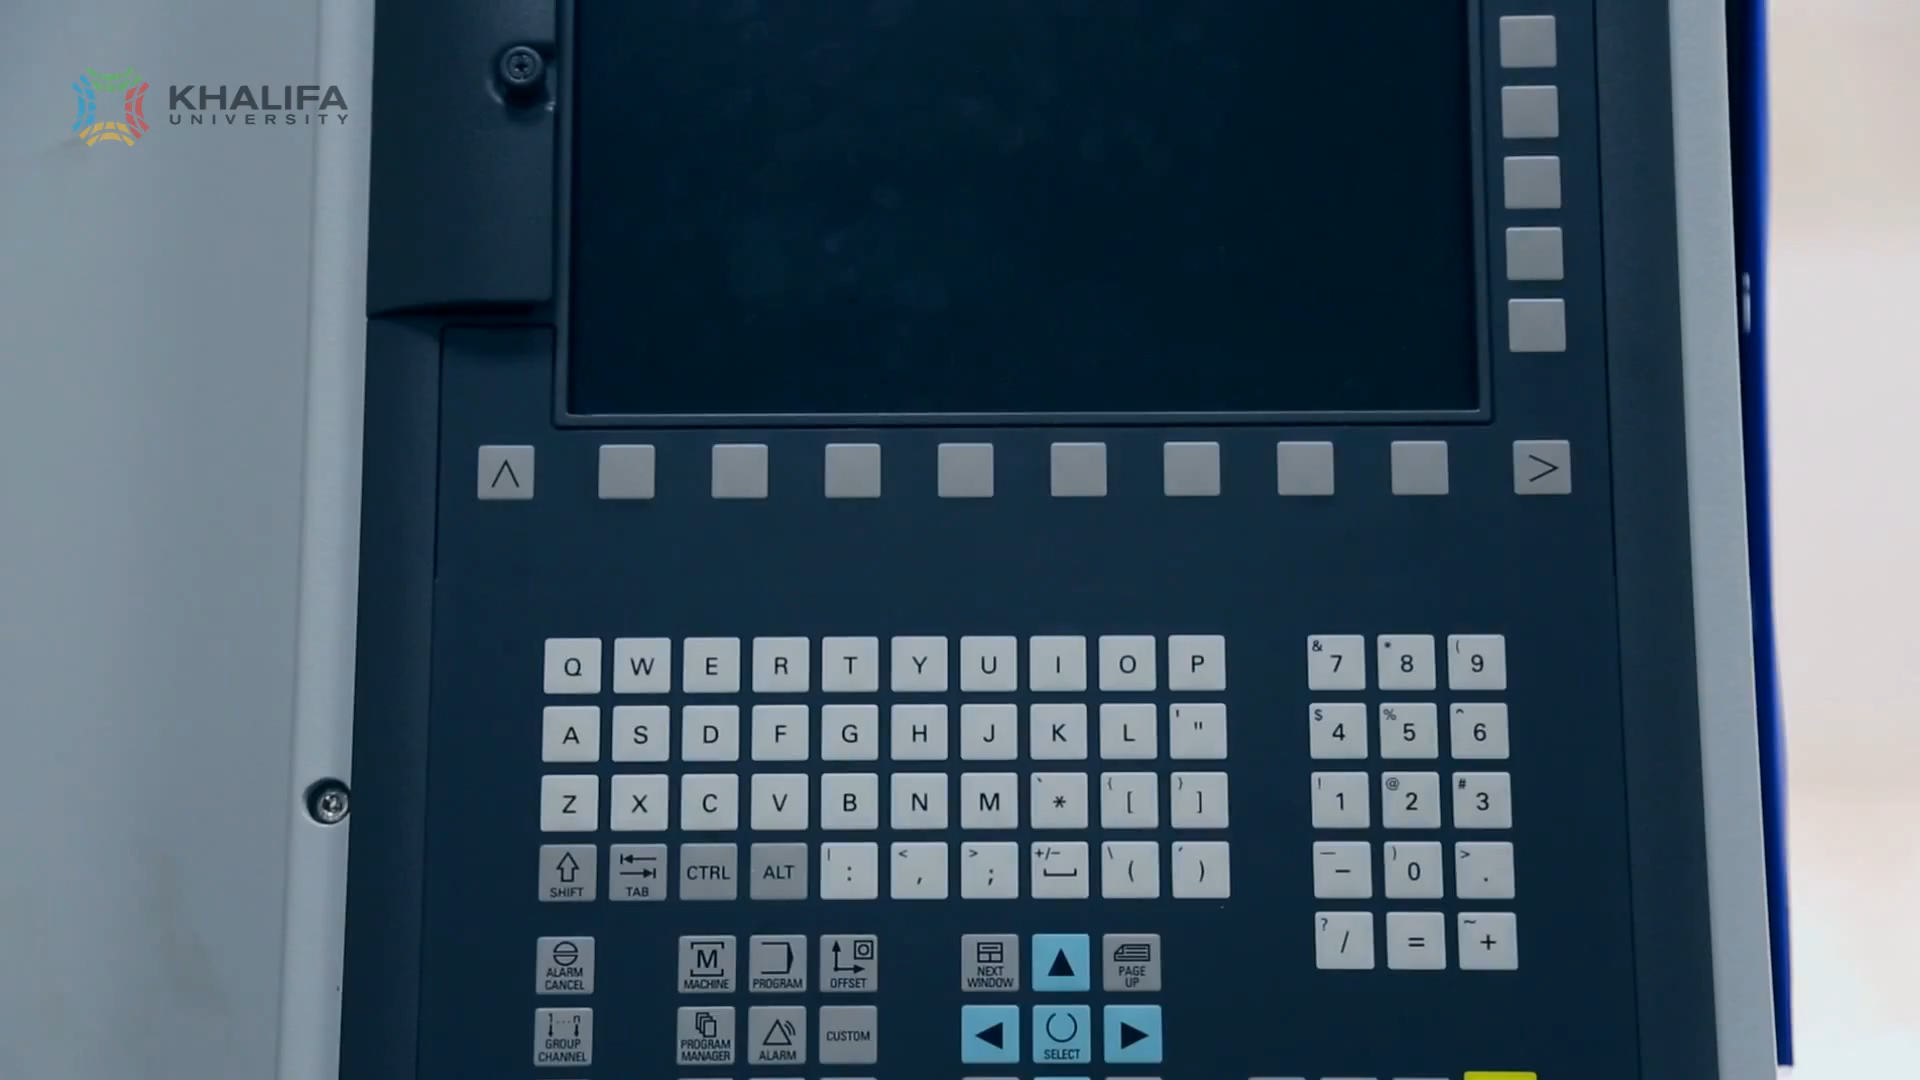 KHALIFA
UNIVERSITY
Q W E R T Y U I O P
& 7 * 8 ( 9
A S D F G H J K L ' "
$ 4 % 5 ^ 6
Z X C V B N M ` * { [ } ]
! 1 @ 2 # 3
SHIFT TAB CTRL ALT | : < , > ; +/− \ ( ´ )
— − ) 0 > .
? / = ~ +
ALARM
CANCEL
M
MACHINE
PROGRAM
OFFSET
NEXT
WINDOW
PAGE
UP
1...n
GROUP
CHANNEL
PROGRAM
MANAGER
ALARM
CUSTOM
SELECT